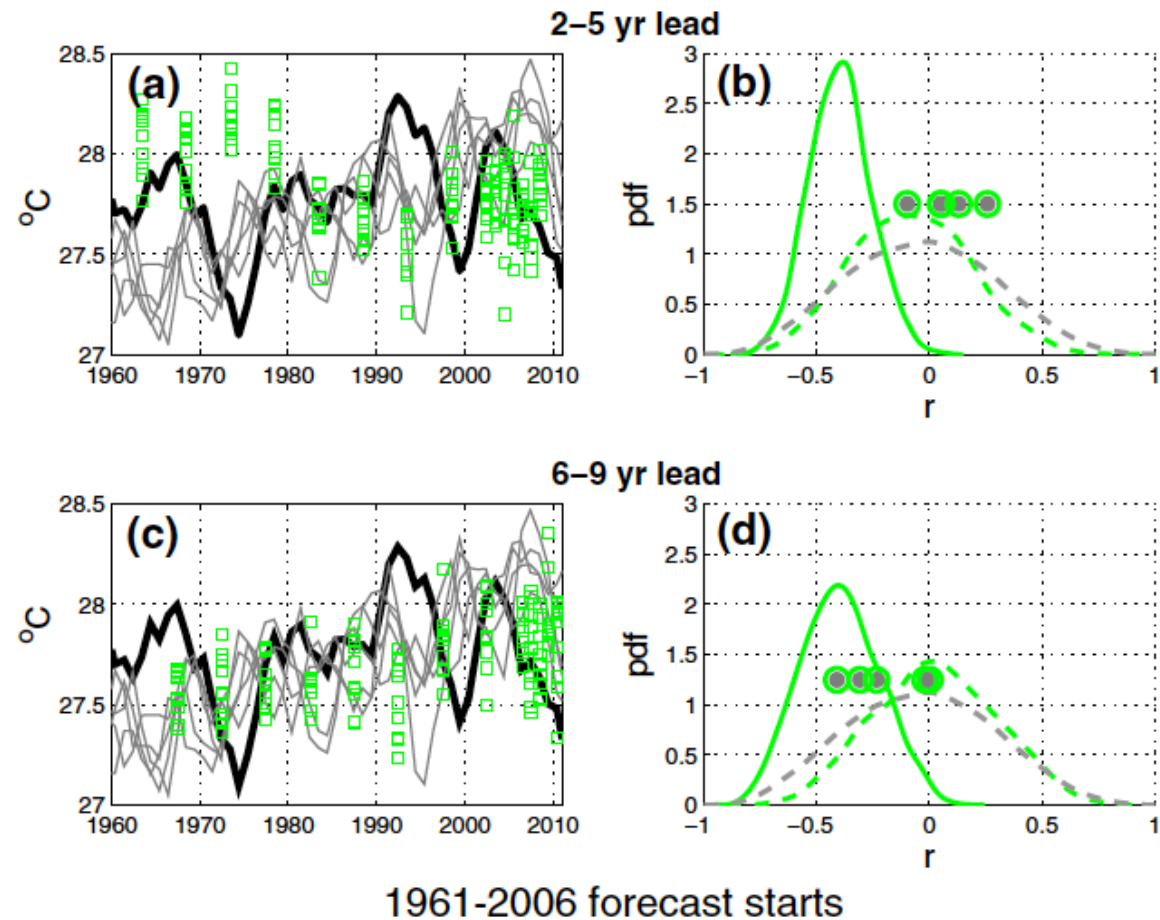 2–5 yr lead
(a)
°C
28.5
28
27.5
27
1960 1970 1980 1990 2000 2010
(b)
pdf
3
2.5
2
1.5
1
0.5
0
−1 −0.5 0 0.5 1
r
6–9 yr lead
(c)
°C
28.5
28
27.5
27
1960 1970 1980 1990 2000 2010
(d)
pdf
3
2.5
2
1.5
1
0.5
0
−1 −0.5 0 0.5 1
r
1961-2006 forecast starts